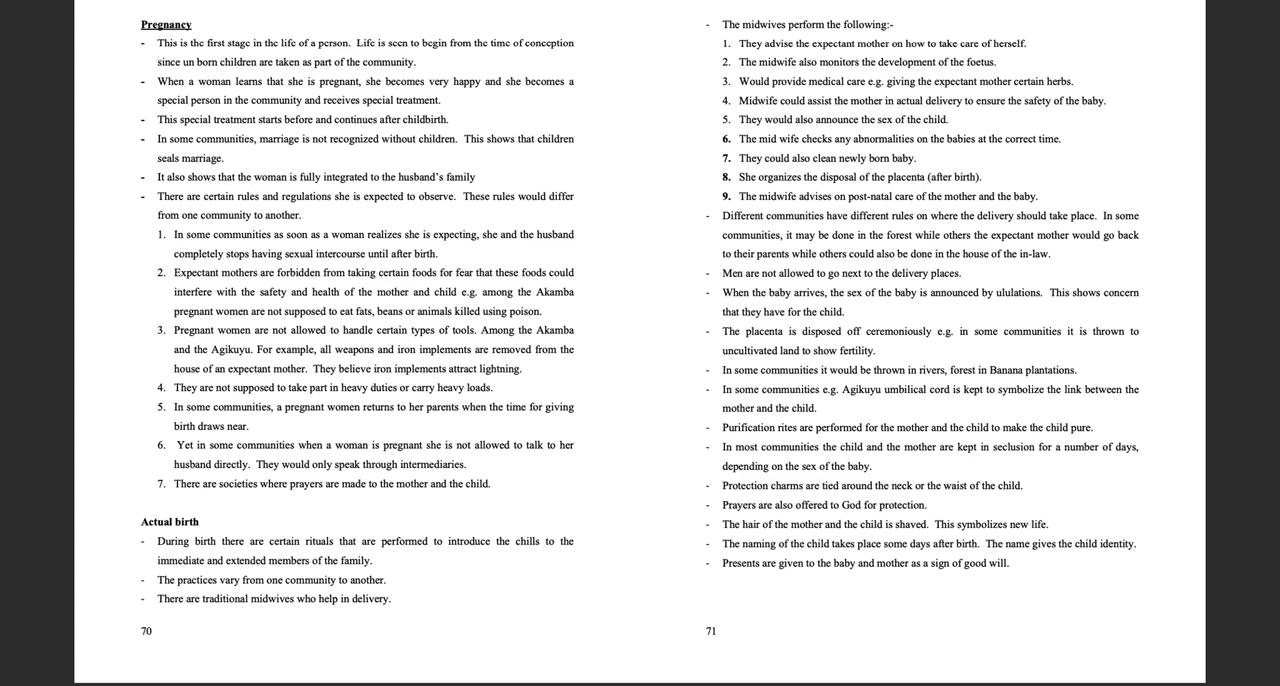 Pregnancy
- This is the first stage in the life of a person. Life is seen to begin from the time of conception
since un born children are taken as part of the community.
- When a woman learns that she is pregnant, she becomes very happy and she becomes a
special person in the community and receives special treatment.
- This special treatment starts before and continues after childbirth.
- In some communities, marriage is not recognized without children. This shows that children
seals marriage.
- It also shows that the woman is fully integrated to the husband's family
- There are certain rules and regulations she is expected to observe. These rules would differ
from one community to another.
1. In some communities as soon as a woman realizes she is expecting, she and the husband
completely stops having sexual intercourse until after birth.
2. Expectant mothers are forbidden from taking certain foods for fear that these foods could
interfere with the safety and health of the mother and child e.g. among the Akamba
pregnant women are not supposed to eat fats, beans or animals killed using poison.
3. Pregnant women are not allowed to handle certain types of tools. Among the Akamba
and the Agikuyu. For example, all weapons and iron implements are removed from the
house of an expectant mother. They believe iron implements attract lightning.
4. They are not supposed to take part in heavy duties or carry heavy loads.
5. In some communities, a pregnant women returns to her parents when the time for giving
birth draws near.
6. Yet in some communities when a woman is pregnant she is not allowed to talk to her
husband directly. They would only speak through intermediaries.
7. There are societies where prayers are made to the mother and the child.
Actual birth
- During birth there are certain rituals that are performed to introduce the chills to the
immediate and extended members of the family.
- The practices vary from one community to another.
- There are traditional midwives who help in delivery.
70
- The midwives perform the following:-
1. They advise the expectant mother on how to take care of herself.
2. The midwife also monitors the development of the foetus.
3. Would provide medical care e.g. giving the expectant mother certain herbs.
4. Midwife could assist the mother in actual delivery to ensure the safety of the baby.
5. They would also announce the sex of the child.
6. The mid wife checks any abnormalities on the babies at the correct time.
7. They could also clean newly born baby.
8. She organizes the disposal of the placenta (after birth).
9. The midwife advises on post-natal care of the mother and the baby.
- Different communities have different rules on where the delivery should take place. In some
communities, it may be done in the forest while others the expectant mother would go back
to their parents while others could also be done in the house of the in-law.
- Men are not allowed to go next to the delivery places.
- When the baby arrives, the sex of the baby is announced by ululations. This shows concern
that they have for the child.
- The placenta is disposed off ceremoniously e.g. in some communities it is thrown to
uncultivated land to show fertility.
- In some communities it would be thrown in rivers, forest in Banana plantations.
- In some communities e.g. Agikuyu umbilical cord is kept to symbolize the link between the
mother and the child.
- Purification rites are performed for the mother and the child to make the child pure.
- In most communities the child and the mother are kept in seclusion for a number of days,
depending on the sex of the baby.
- Protection charms are tied around the neck or the waist of the child.
- Prayers are also offered to God for protection.
- The hair of the mother and the child is shaved. This symbolizes new life.
- The naming of the child takes place some days after birth. The name gives the child identity.
- Presents are given to the baby and mother as a sign of good will.
71